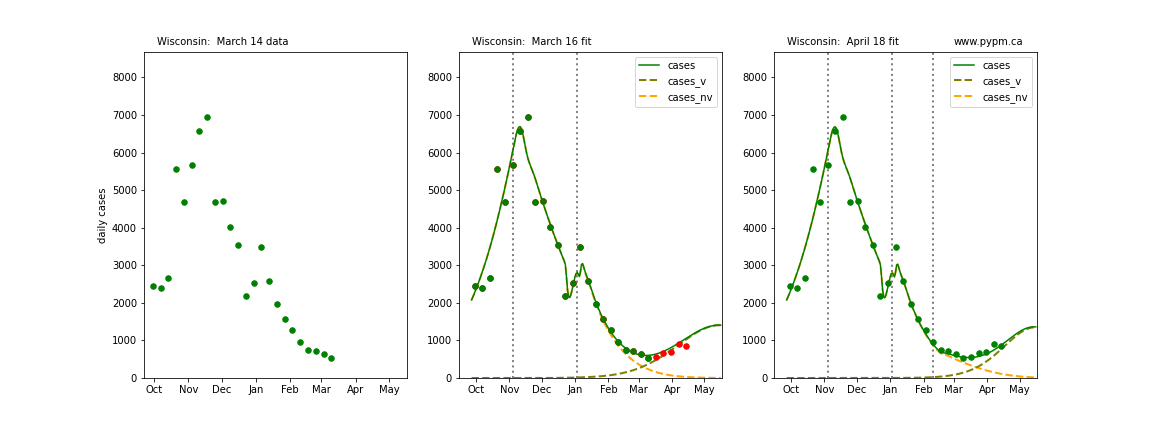 Wisconsin:  March 14 data
daily cases
8000
7000
6000
5000
4000
3000
2000
1000
0
Oct Nov Dec Jan Feb Mar Apr May
Wisconsin:  March 16 fit
cases
cases_v
cases_nv
8000
7000
6000
5000
4000
3000
2000
1000
0
Oct Nov Dec Jan Feb Mar Apr May
Wisconsin:  April 18 fit
www.pypm.ca
cases
cases_v
cases_nv
8000
7000
6000
5000
4000
3000
2000
1000
0
Oct Nov Dec Jan Feb Mar Apr May